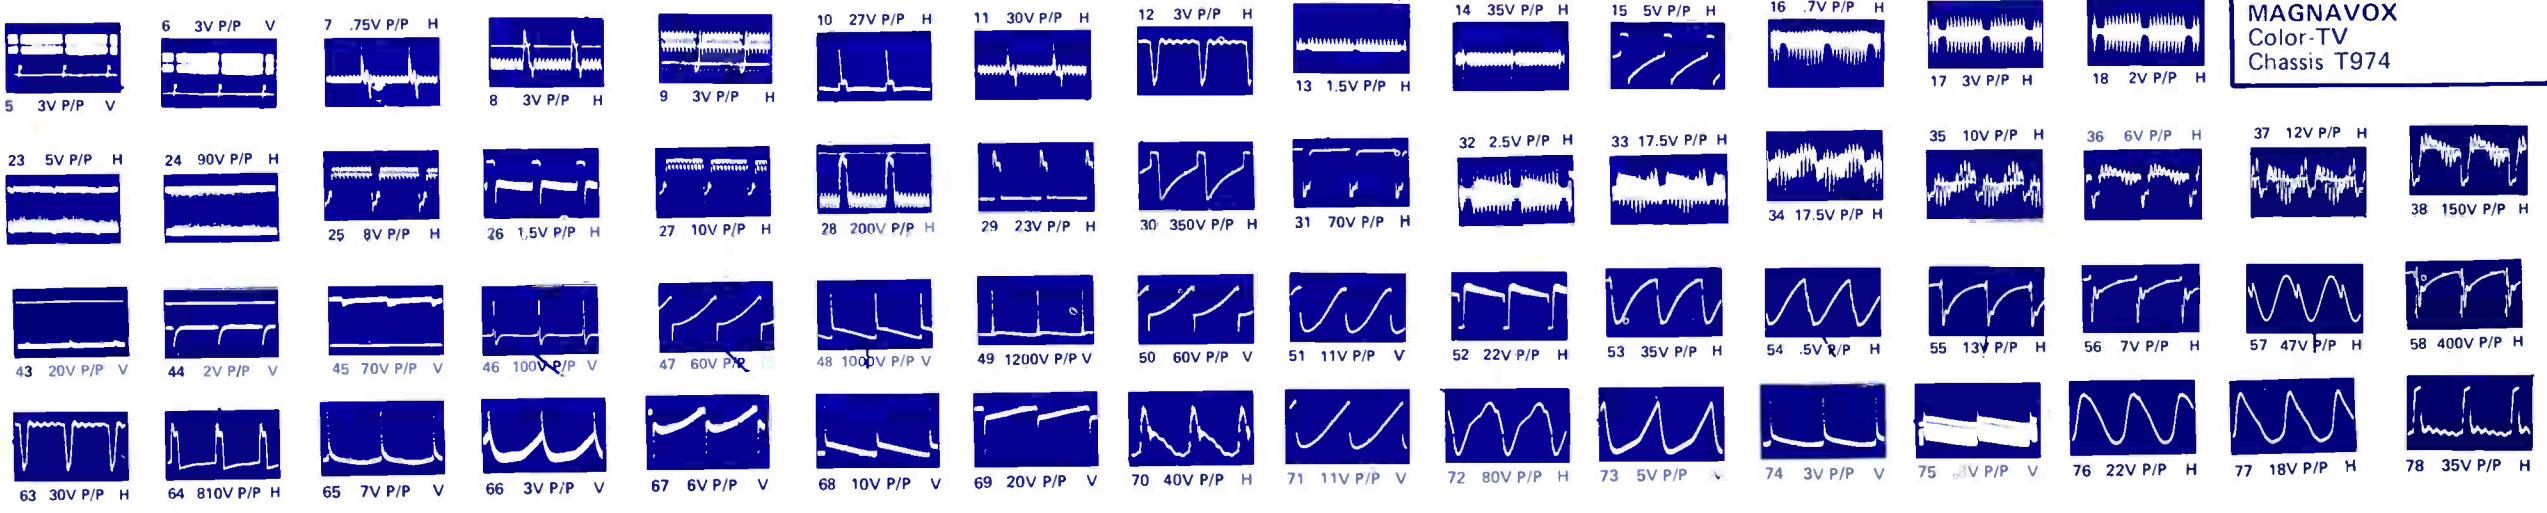 6 3V P/P V
7 .75V P/P H
10 27V P/P H
11 30V P/P H
12 3V P/P H
14 35V P/P H
15 5V P/P H
16 .7V P/P H
MAGNAVOX
Color-TV
Chassis T974
5 3V P/P V
8 3V P/P H
9 3V P/P H
13 1.5V P/P H
17 3V P/P H
18 2V P/P H
23 5V P/P H
24 90V P/P H
32 2.5V P/P H
33 17.5V P/P H
35 10V P/P H
36 6V P/P H
37 12V P/P H
25 8V P/P H
26 1.5V P/P H
27 10V P/P H
28 200V P/P H
29 23V P/P H
30 350V P/P H
31 70V P/P H
34 17.5V P/P H
38 150V P/P H
43 20V P/P V
44 2V P/P V
45 70V P/P V
46 100V P/P V
47 60V P/P
48 1000V P/P V
49 1200V P/P V
50 60V P/P V
51 11V P/P V
52 22V P/P H
53 35V P/P H
54 .5V P/P H
55 13V P/P H
56 7V P/P H
57 47V P/P H
58 400V P/P H
63 30V P/P H
64 810V P/P H
65 7V P/P V
66 3V P/P V
67 6V P/P V
68 10V P/P V
69 20V P/P V
70 40V P/P H
71 11V P/P V
72 80V P/P H
73 5V P/P
74 3V P/P V
75 P/P V
76 22V P/P H
77 18V P/P H
78 35V P/P H